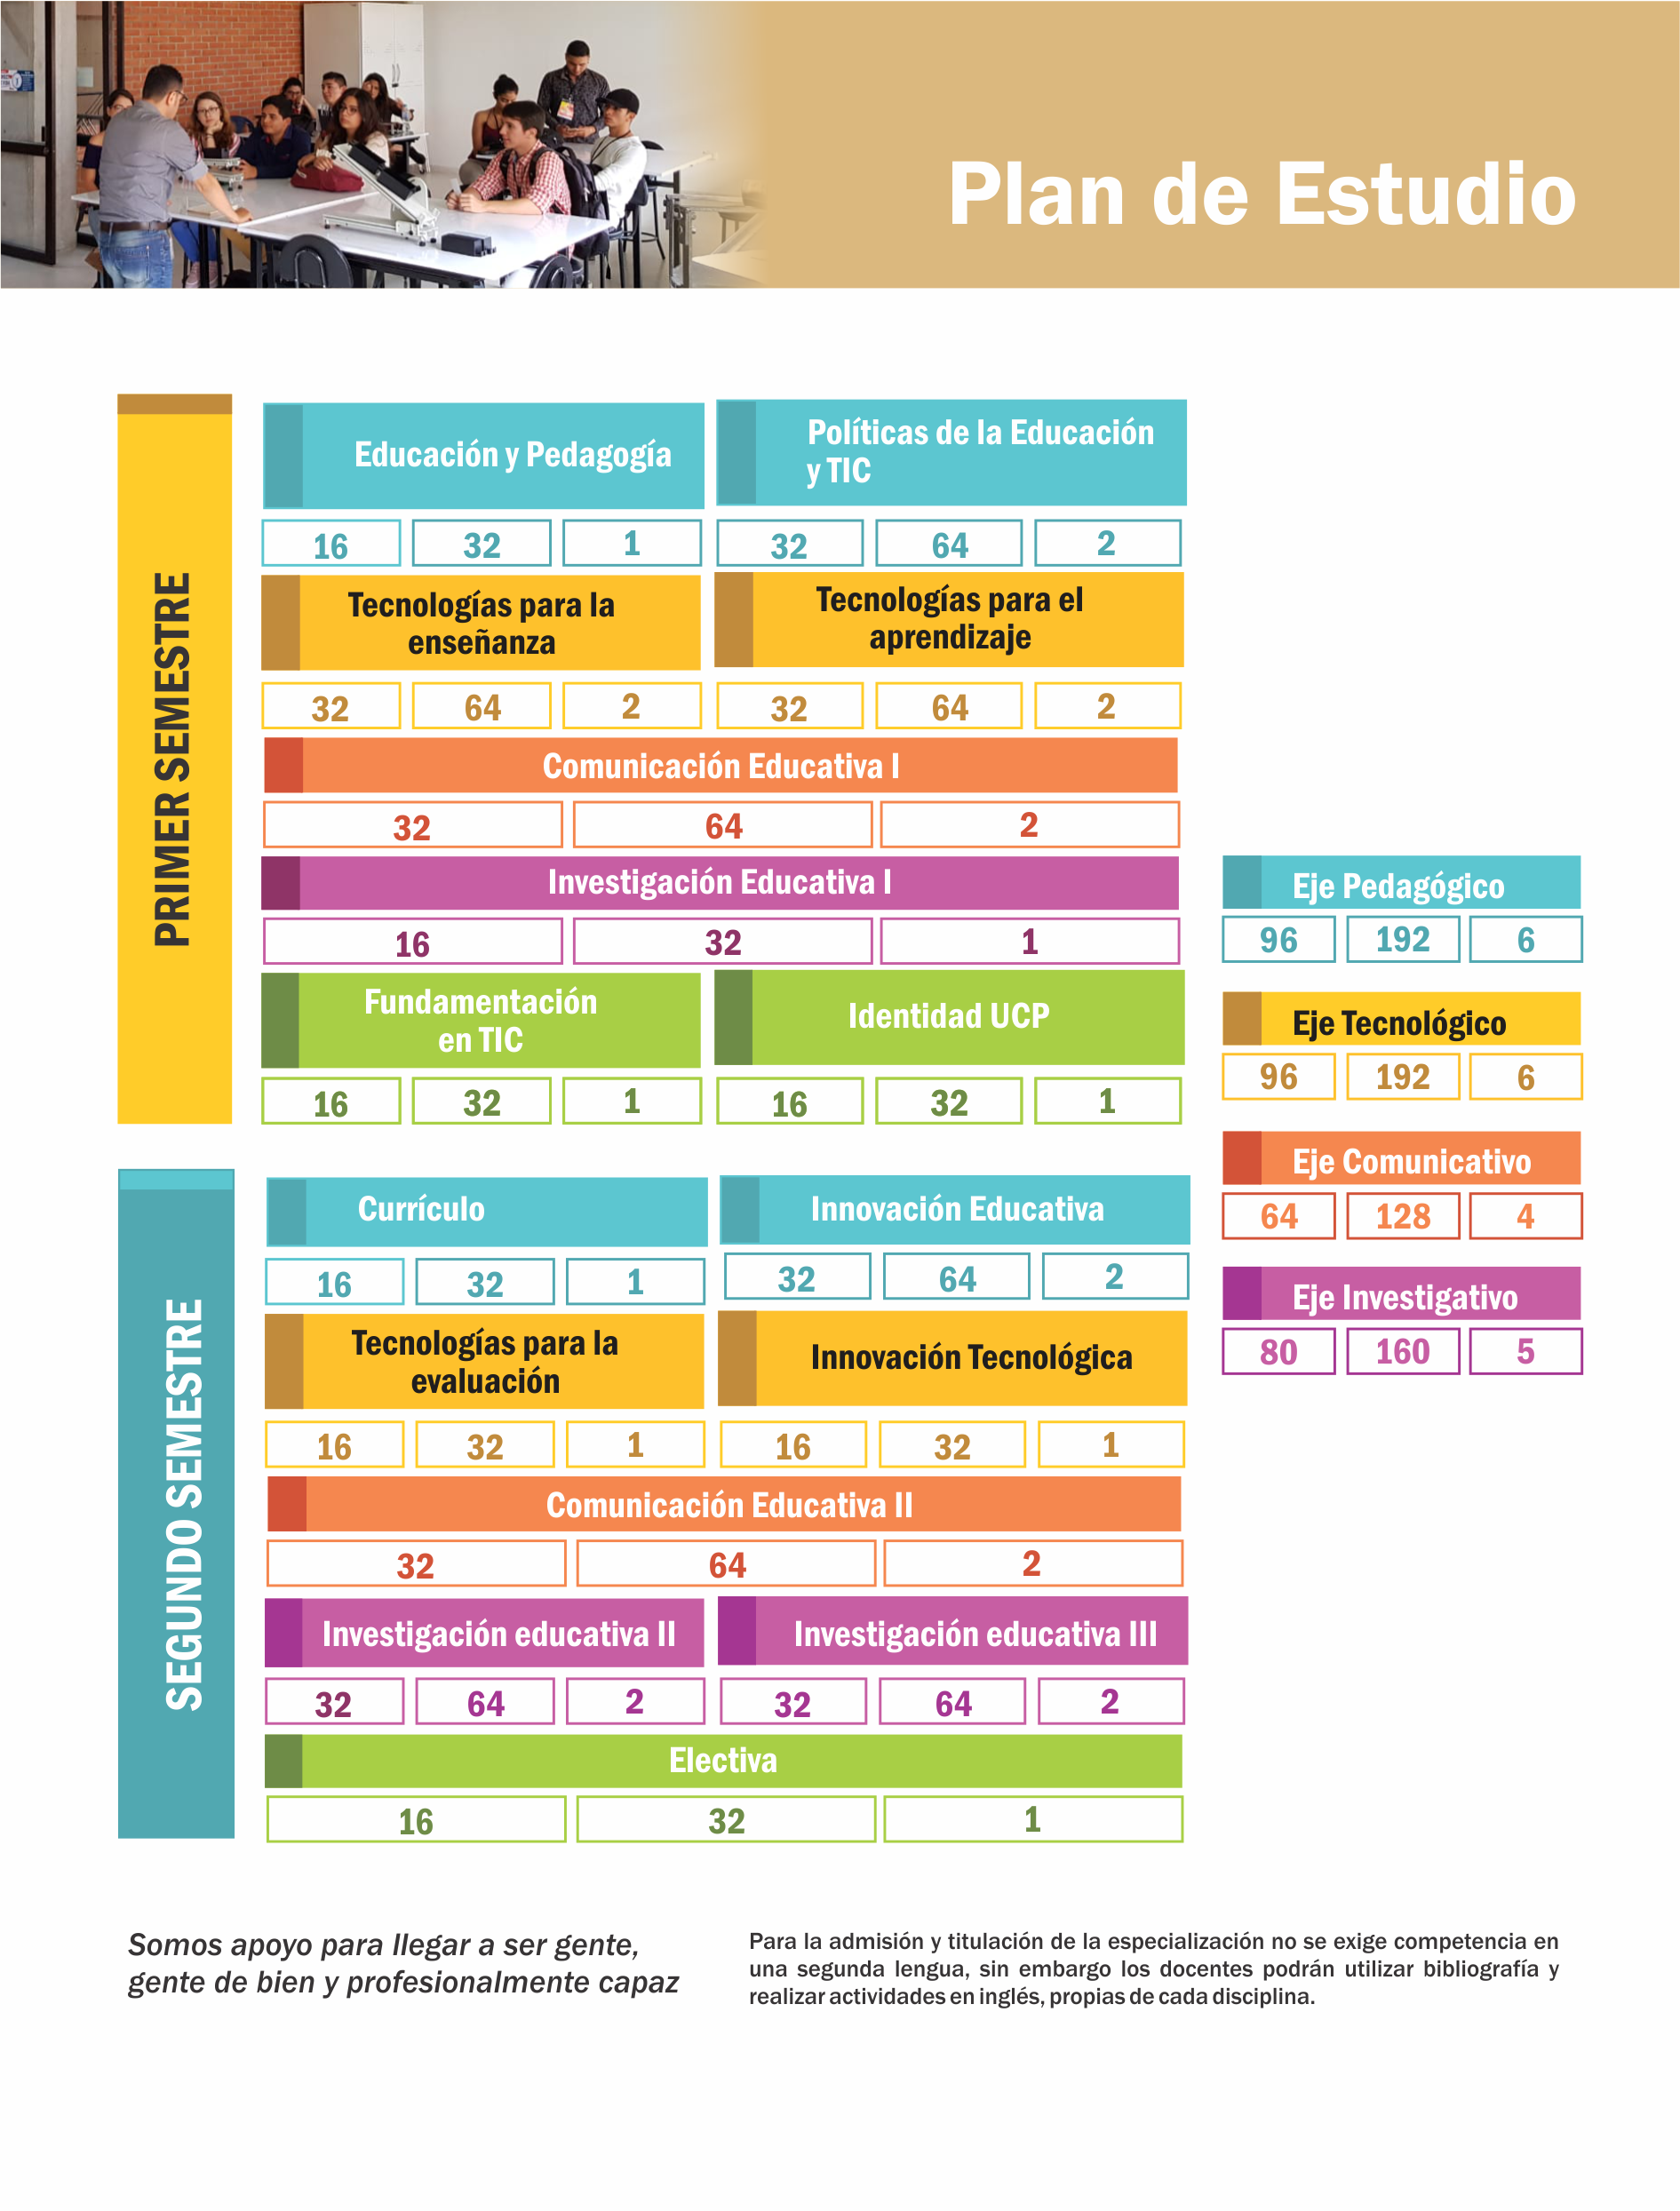 Plan de Estudio
PRIMER SEMESTRE
Educación y Pedagogía
16 32 1
Políticas de la Educación
y TIC
32 64 2
Tecnologías para la
enseñanza
32 64 2
Tecnologías para el
aprendizaje
32 64 2
Comunicación Educativa I
32 64 2
Investigación Educativa I
16 32 1
Fundamentación
en TIC
16 32 1
Identidad UCP
16 32 1
SEGUNDO SEMESTRE
Currículo
16 32 1
Innovación Educativa
32 64 2
Tecnologías para la
evaluación
16 32 1
Innovación Tecnológica
16 32 1
Comunicación Educativa II
32 64 2
Investigación educativa II
32 64 2
Investigación educativa III
32 64 2
Electiva
16 32 1
Eje Pedagógico
96 192 6
Eje Tecnológico
96 192 6
Eje Comunicativo
64 128 4
Eje Investigativo
80 160 5
Somos apoyo para llegar a ser gente,
gente de bien y profesionalmente capaz
Para la admisión y titulación de la especialización no se exige competencia en
una segunda lengua, sin embargo los docentes podrán utilizar bibliografía y
realizar actividades en inglés, propias de cada disciplina.